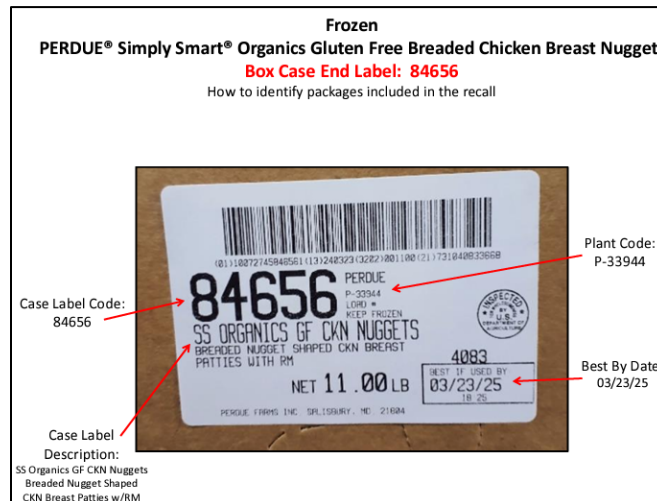 Frozen
PERDUE® Simply Smart® Organics Gluten Free Breaded Chicken Breast Nugget
Box Case End Label: 84656
How to identify packages included in the recall
(01)10072745846561(13)240323(3202)001100(21)731040833668
84656
PERDUE
P-33944
LORD *
KEEP FROZEN
SS ORGANICS GF CKN NUGGETS
BREADED NUGGET SHAPED CKN BREAST
PATTIES WITH RM
INSPECTED
U.S.
DEPARTMENT OF
AGRICULTURE
4083
NET 11.00 LB
BEST IF USED BY
03/23/25
18 25
PERDUE FARMS INC SALISBURY, MD. 21804
Case Label Code:
84656
Plant Code:
P-33944
Best By Date
03/23/25
Case Label
Description:
SS Organics GF CKN Nuggets
Breaded Nugget Shaped
CKN Breast Patties w/RM